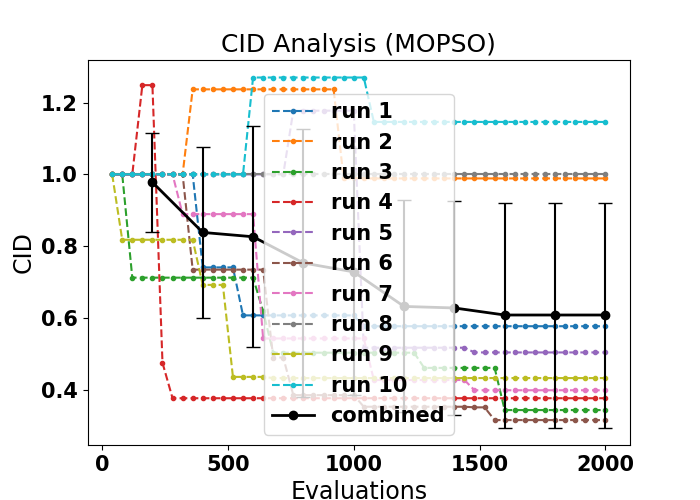 CID Analysis (MOPSO)
1.2
1.0
0.8
0.6
0.4
CID
run 1
run 2
run 3
run 4
run 5
run 6
run 7
run 8
run 9
run 10
combined
0
500
1000
1500
2000
Evaluations